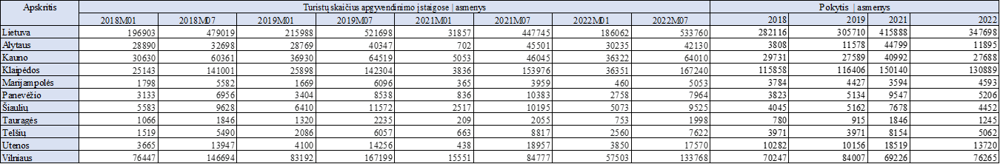 Apskritis Turistų skaičius apgyvendinimo įstaigose | asmenys Pokytis | asmenys
2018M01 2018M07 2019M01 2019M07 2021M01 2021M07 2022M01 2022M07 2018 2019 2021 2022
Lietuva 196903 479019 215988 521698 31857 447745 186062 533760 282116 305710 415888 347698
Alytaus 28890 32698 28769 40347 702 45501 30235 42130 3808 11578 44799 11895
Kauno 30630 60361 36930 64519 5053 46045 36322 64010 29731 27589 40992 27688
Klaipėdos 25143 141001 25898 142304 3836 153976 36351 167240 115858 116406 150140 130889
Marijampolės 1798 5582 1669 6096 365 3959 460 5053 3784 4427 3594 4593
Panevėžio 3133 6956 3404 8538 836 10383 2758 7964 3823 5134 9547 5206
Šiaulių 5583 9628 6410 11572 2517 10195 5073 9525 4045 5162 7678 4452
Tauragės 1066 1846 1320 2235 209 2055 753 1998 780 915 1846 1245
Telšių 1519 5490 2086 6057 663 8817 2560 7622 3971 3971 8154 5062
Utenos 3665 13947 4100 14256 438 18957 3850 17570 10282 10156 18519 13720
Vilniaus 76447 146694 83192 167199 15551 84777 57503 133768 70247 84007 69226 76265